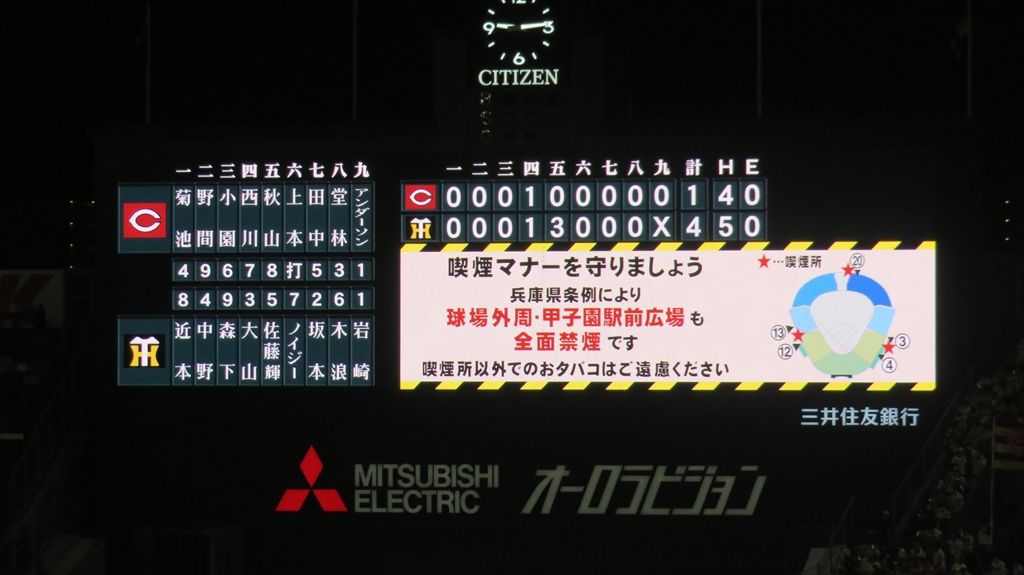 12
9 3
6
CITIZEN
一 二 三 四 五 六 七 八 九
菊池 野間 小園 西川 秋山 上本 田中 堂林 アンダーソン
4 9 6 7 8 打 5 3 1
8 4 9 3 5 7 2 6 1
近本 中野 森下 大山 佐藤輝 ノイジー 坂本 木浪 岩崎
一 二 三 四 五 六 七 八 九 計 H E
C 0 0 0 1 0 0 0 0 0 1 4 0
HT 0 0 0 1 3 0 0 0 X 4 5 0
喫煙マナーを守りましょう
兵庫県条例により
球場外周・甲子園駅前広場も
全面禁煙です
喫煙所以外でのおタバコはご遠慮ください
★…喫煙所
⑳
⑬
⑫
③
④
三井住友銀行
MITSUBISHI
ELECTRIC
オーロラビジョン